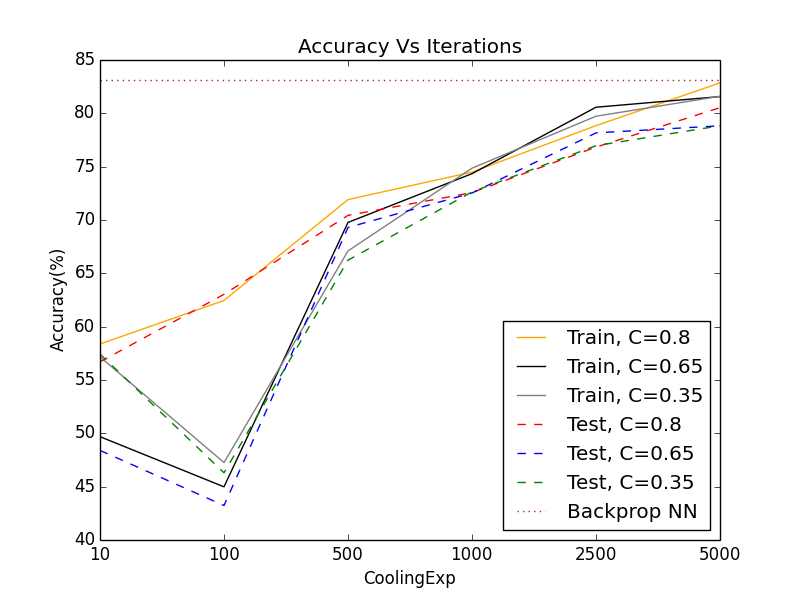 Accuracy Vs Iterations
85
80
75
70
65
60
55
50
45
40
Accuracy(%)
10 100 500 1000 2500 5000
CoolingExp
Train, C=0.8
Train, C=0.65
Train, C=0.35
Test, C=0.8
Test, C=0.65
Test, C=0.35
Backprop NN